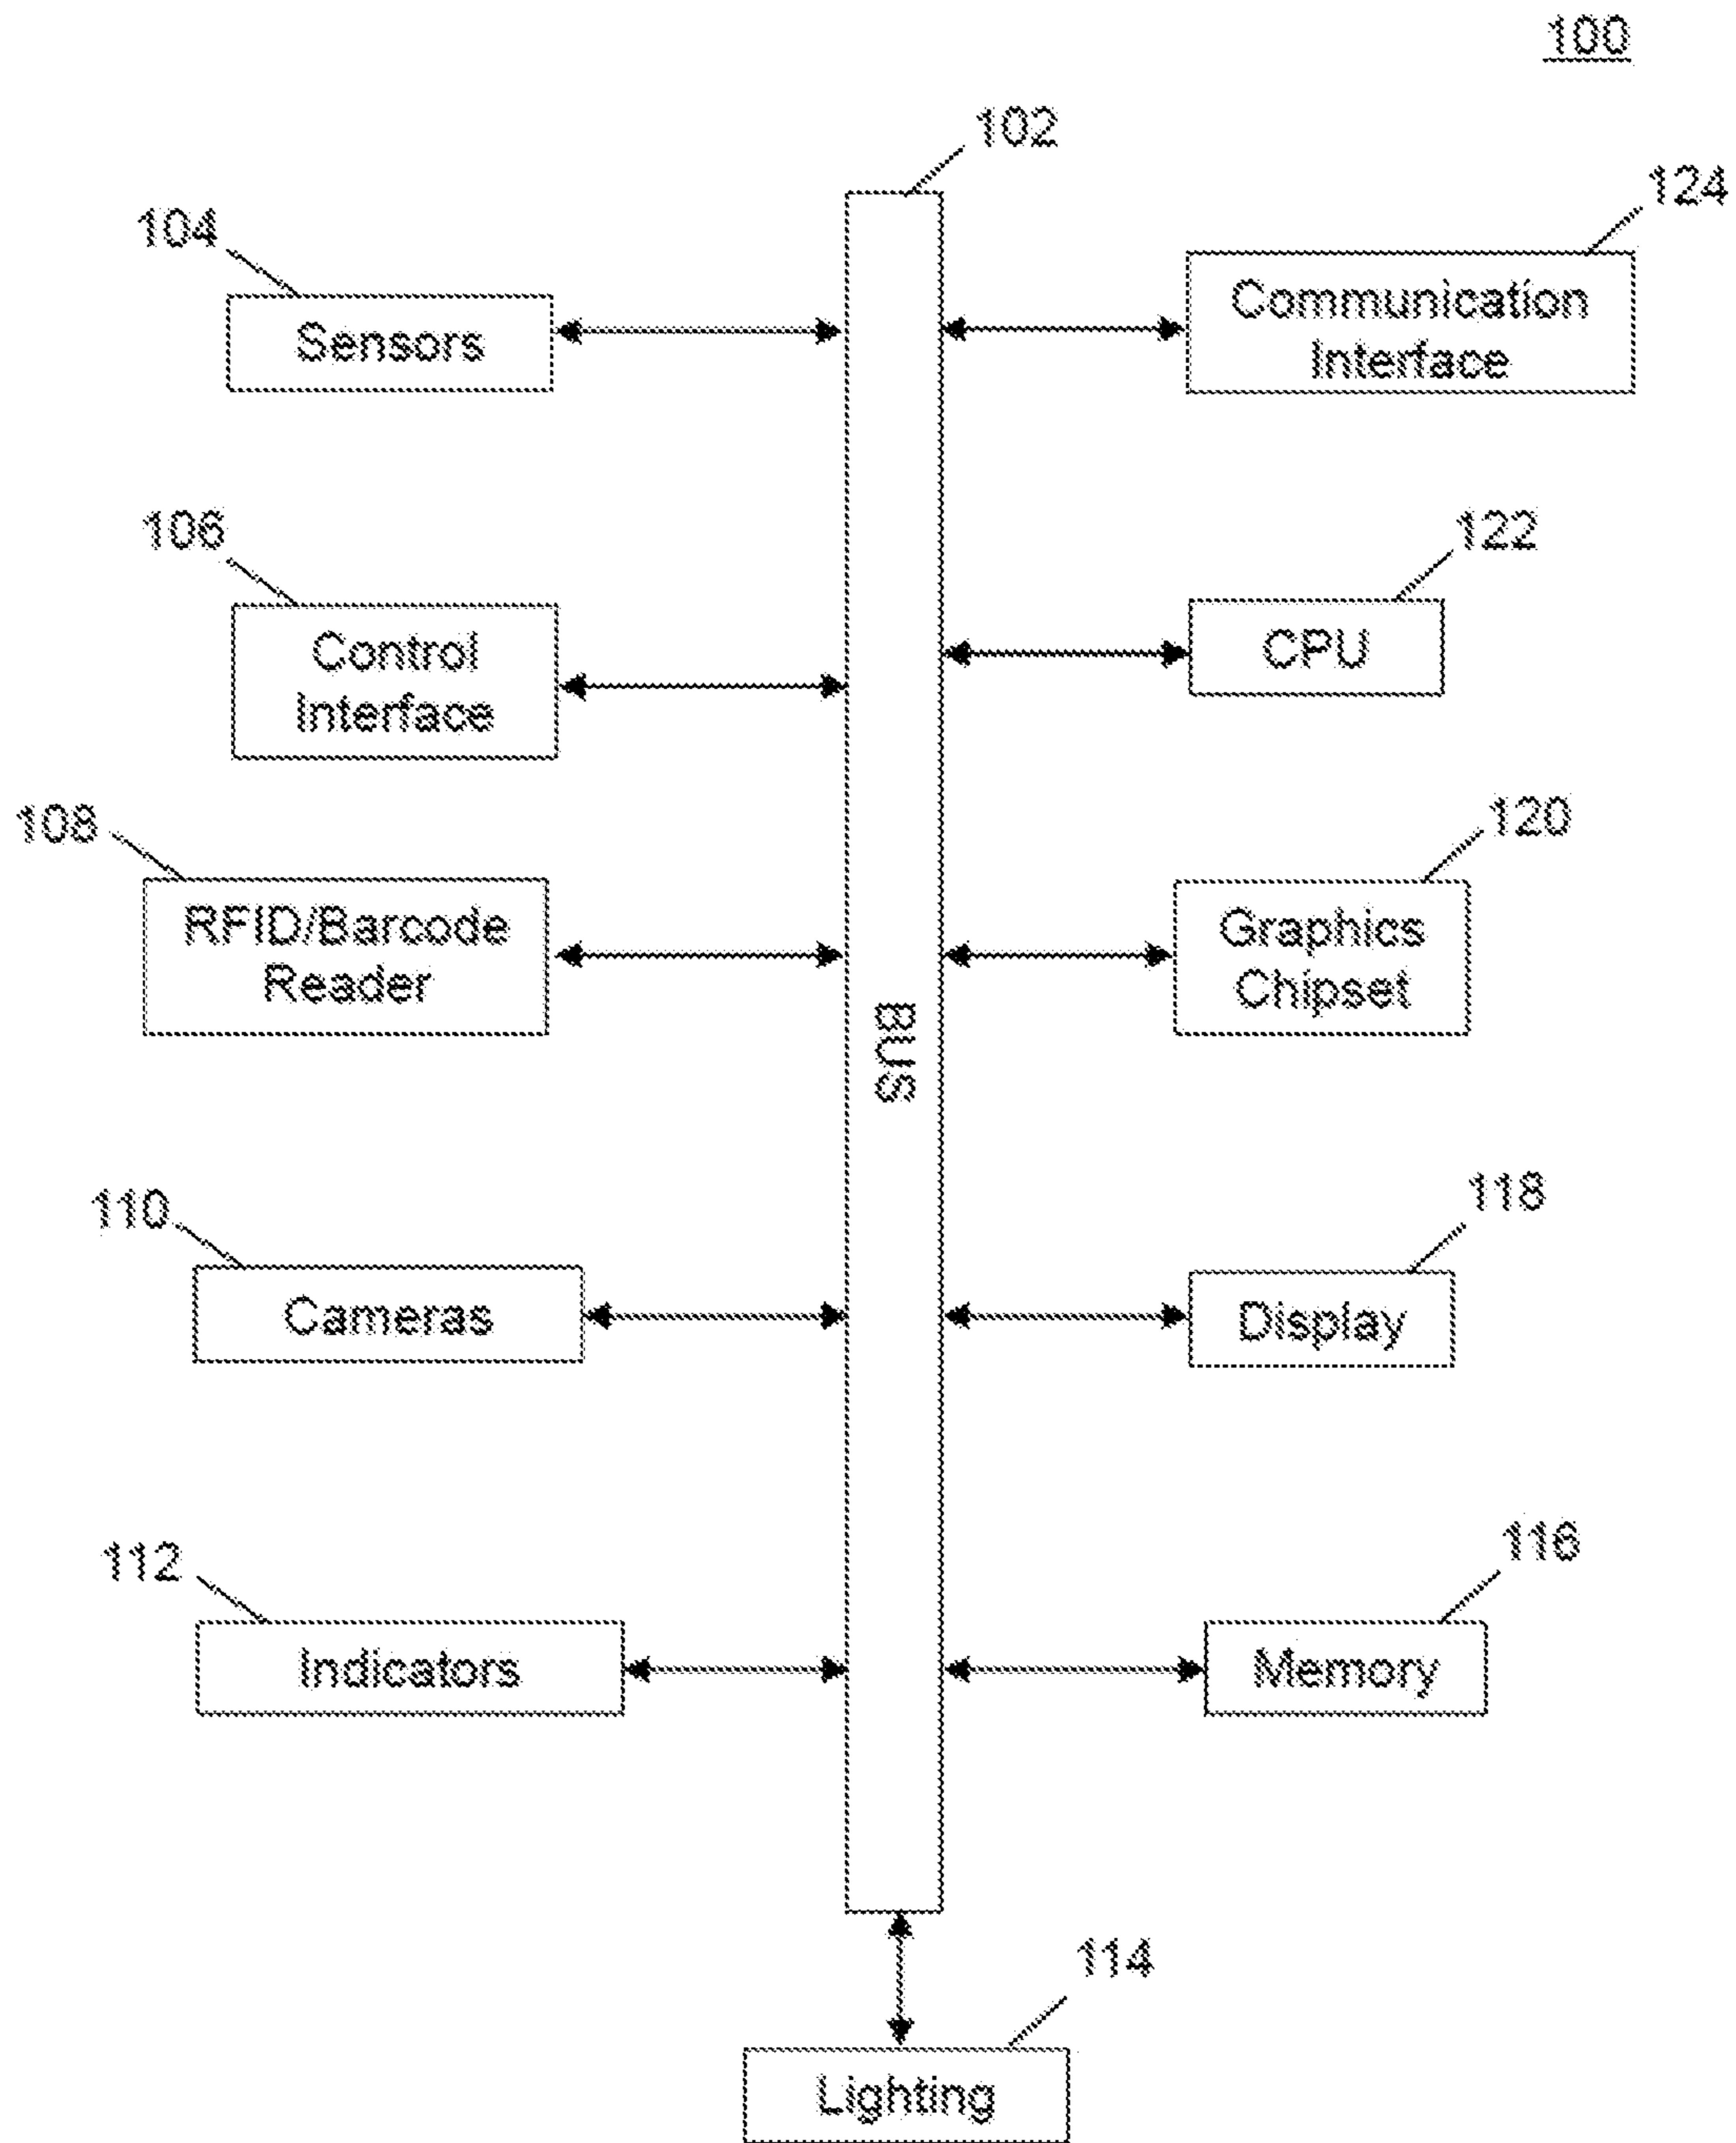 100
102
124
104
Communication
Interface
Sensors
106
122
Control
Interface
CPU
108
120
RFID/Barcode
Reader
Graphics
Chipset
BUS
110
118
Cameras
Display
112
116
Indicators
Memory
114
Lighting